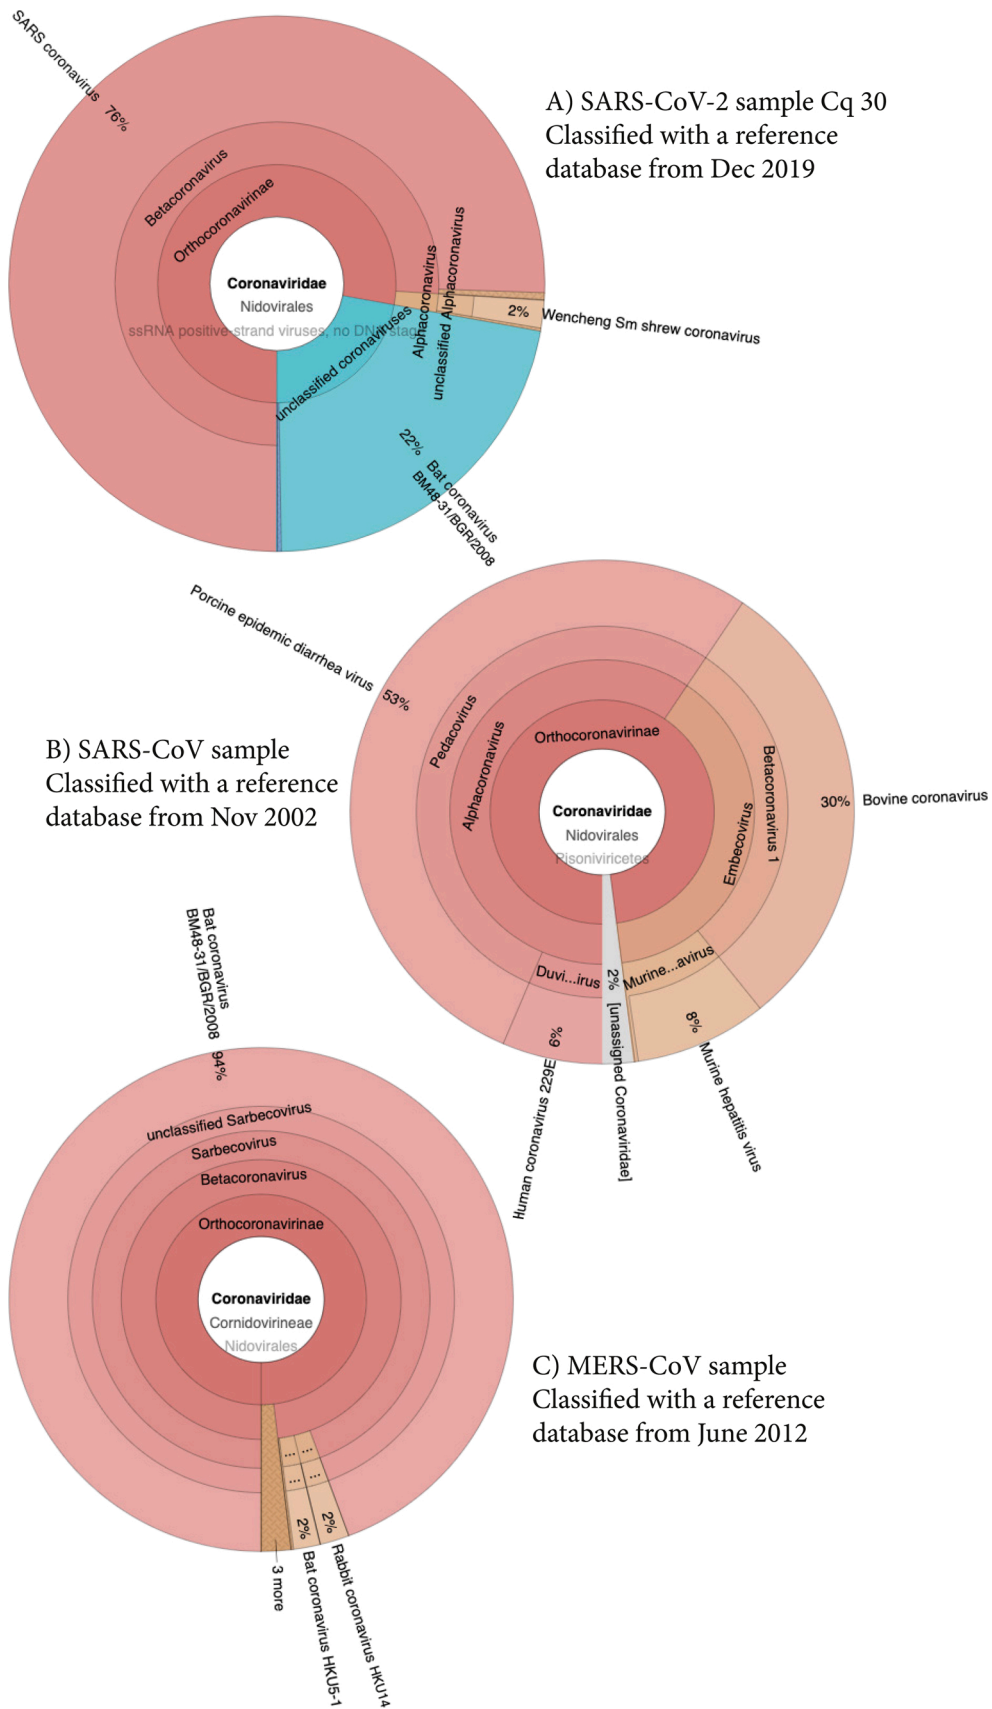 SARS coronavirus
76%
A) SARS-CoV-2 sample Cq 30
Classified with a reference
database from Dec 2019
Betacoronavirus
Orthocoronavirinae
Coronaviridae
Nidovirales
ssRNA positive-strand viruses, no DNA stage
unclassified coronaviruses
Alphacoronavirus
unclassified Alphacoronavirus
2%
Wencheng Sm shrew coronavirus
22%
Bat coronavirus
BM48-31/BGR/2008
Porcine epidemic diarrhea virus
53%
B) SARS-CoV sample
Classified with a reference
database from Nov 2002
Pedacovirus
Alphacoronavirus
Orthocoronavirinae
Coronaviridae
Nidovirales
Pisoniviricetes
Embecovirus
Betacoronavirus 1
30%
Bovine coronavirus
Duvi...irus
6%
Human coronavirus 229E
2%
[unassigned Coronaviridae]
Murine...avirus
8%
Murine hepatitis virus
Bat coronavirus
BM48-31/BGR/2008
94%
unclassified Sarbecovirus
Sarbecovirus
Betacoronavirus
Orthocoronavirinae
Coronaviridae
Cornidovirineae
Nidovirales
C) MERS-CoV sample
Classified with a reference
database from June 2012
...
...
...
...
3 more
2%
Bat coronavirus HKU5-1
2%
Rabbit coronavirus HKU14